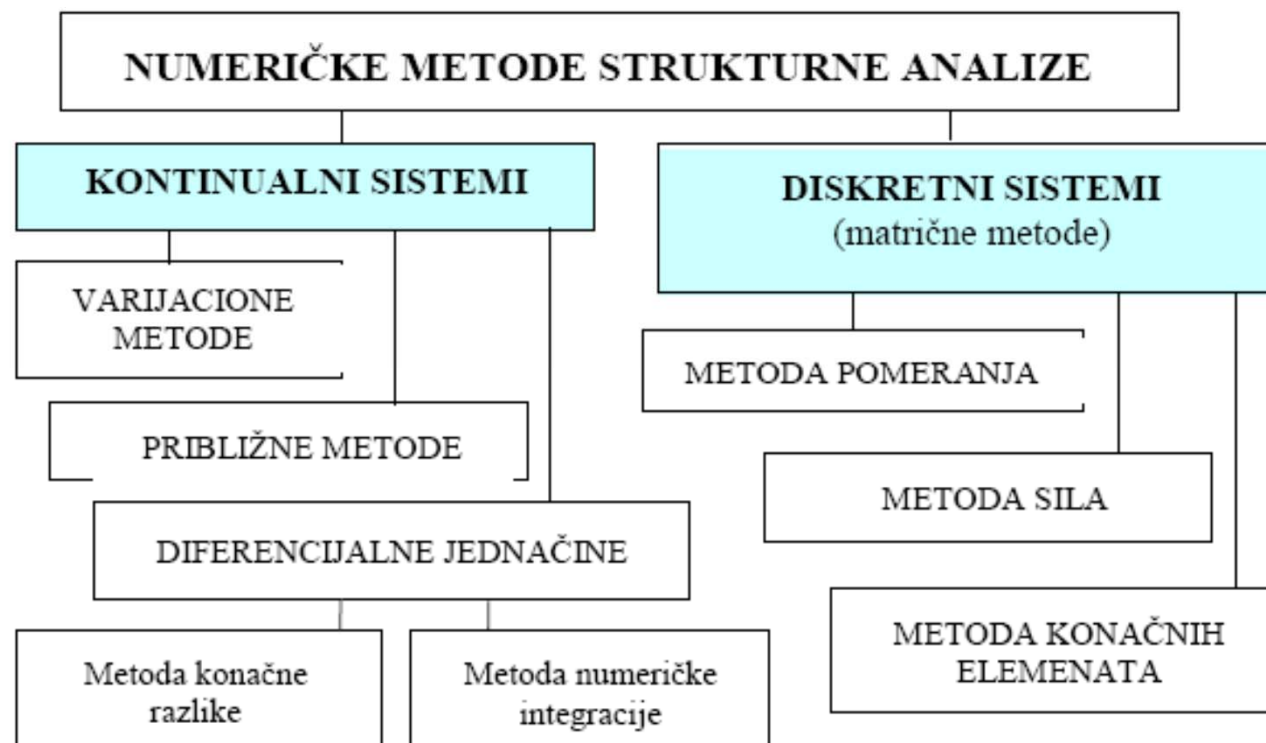 NUMERIČKE METODE STRUKTURNE ANALIZE
KONTINUALNI SISTEMI
VARIJACIONE
METODE
PRIBLIŽNE METODE
DIFERENCIJALNE JEDNAČINE
Metoda konačne
razlike
Metoda numeričke
integracije
DISKRETNI SISTEMI
(matrične metode)
METODA POMERANJA
METODA SILA
METODA KONAČNIH
ELEMENATA